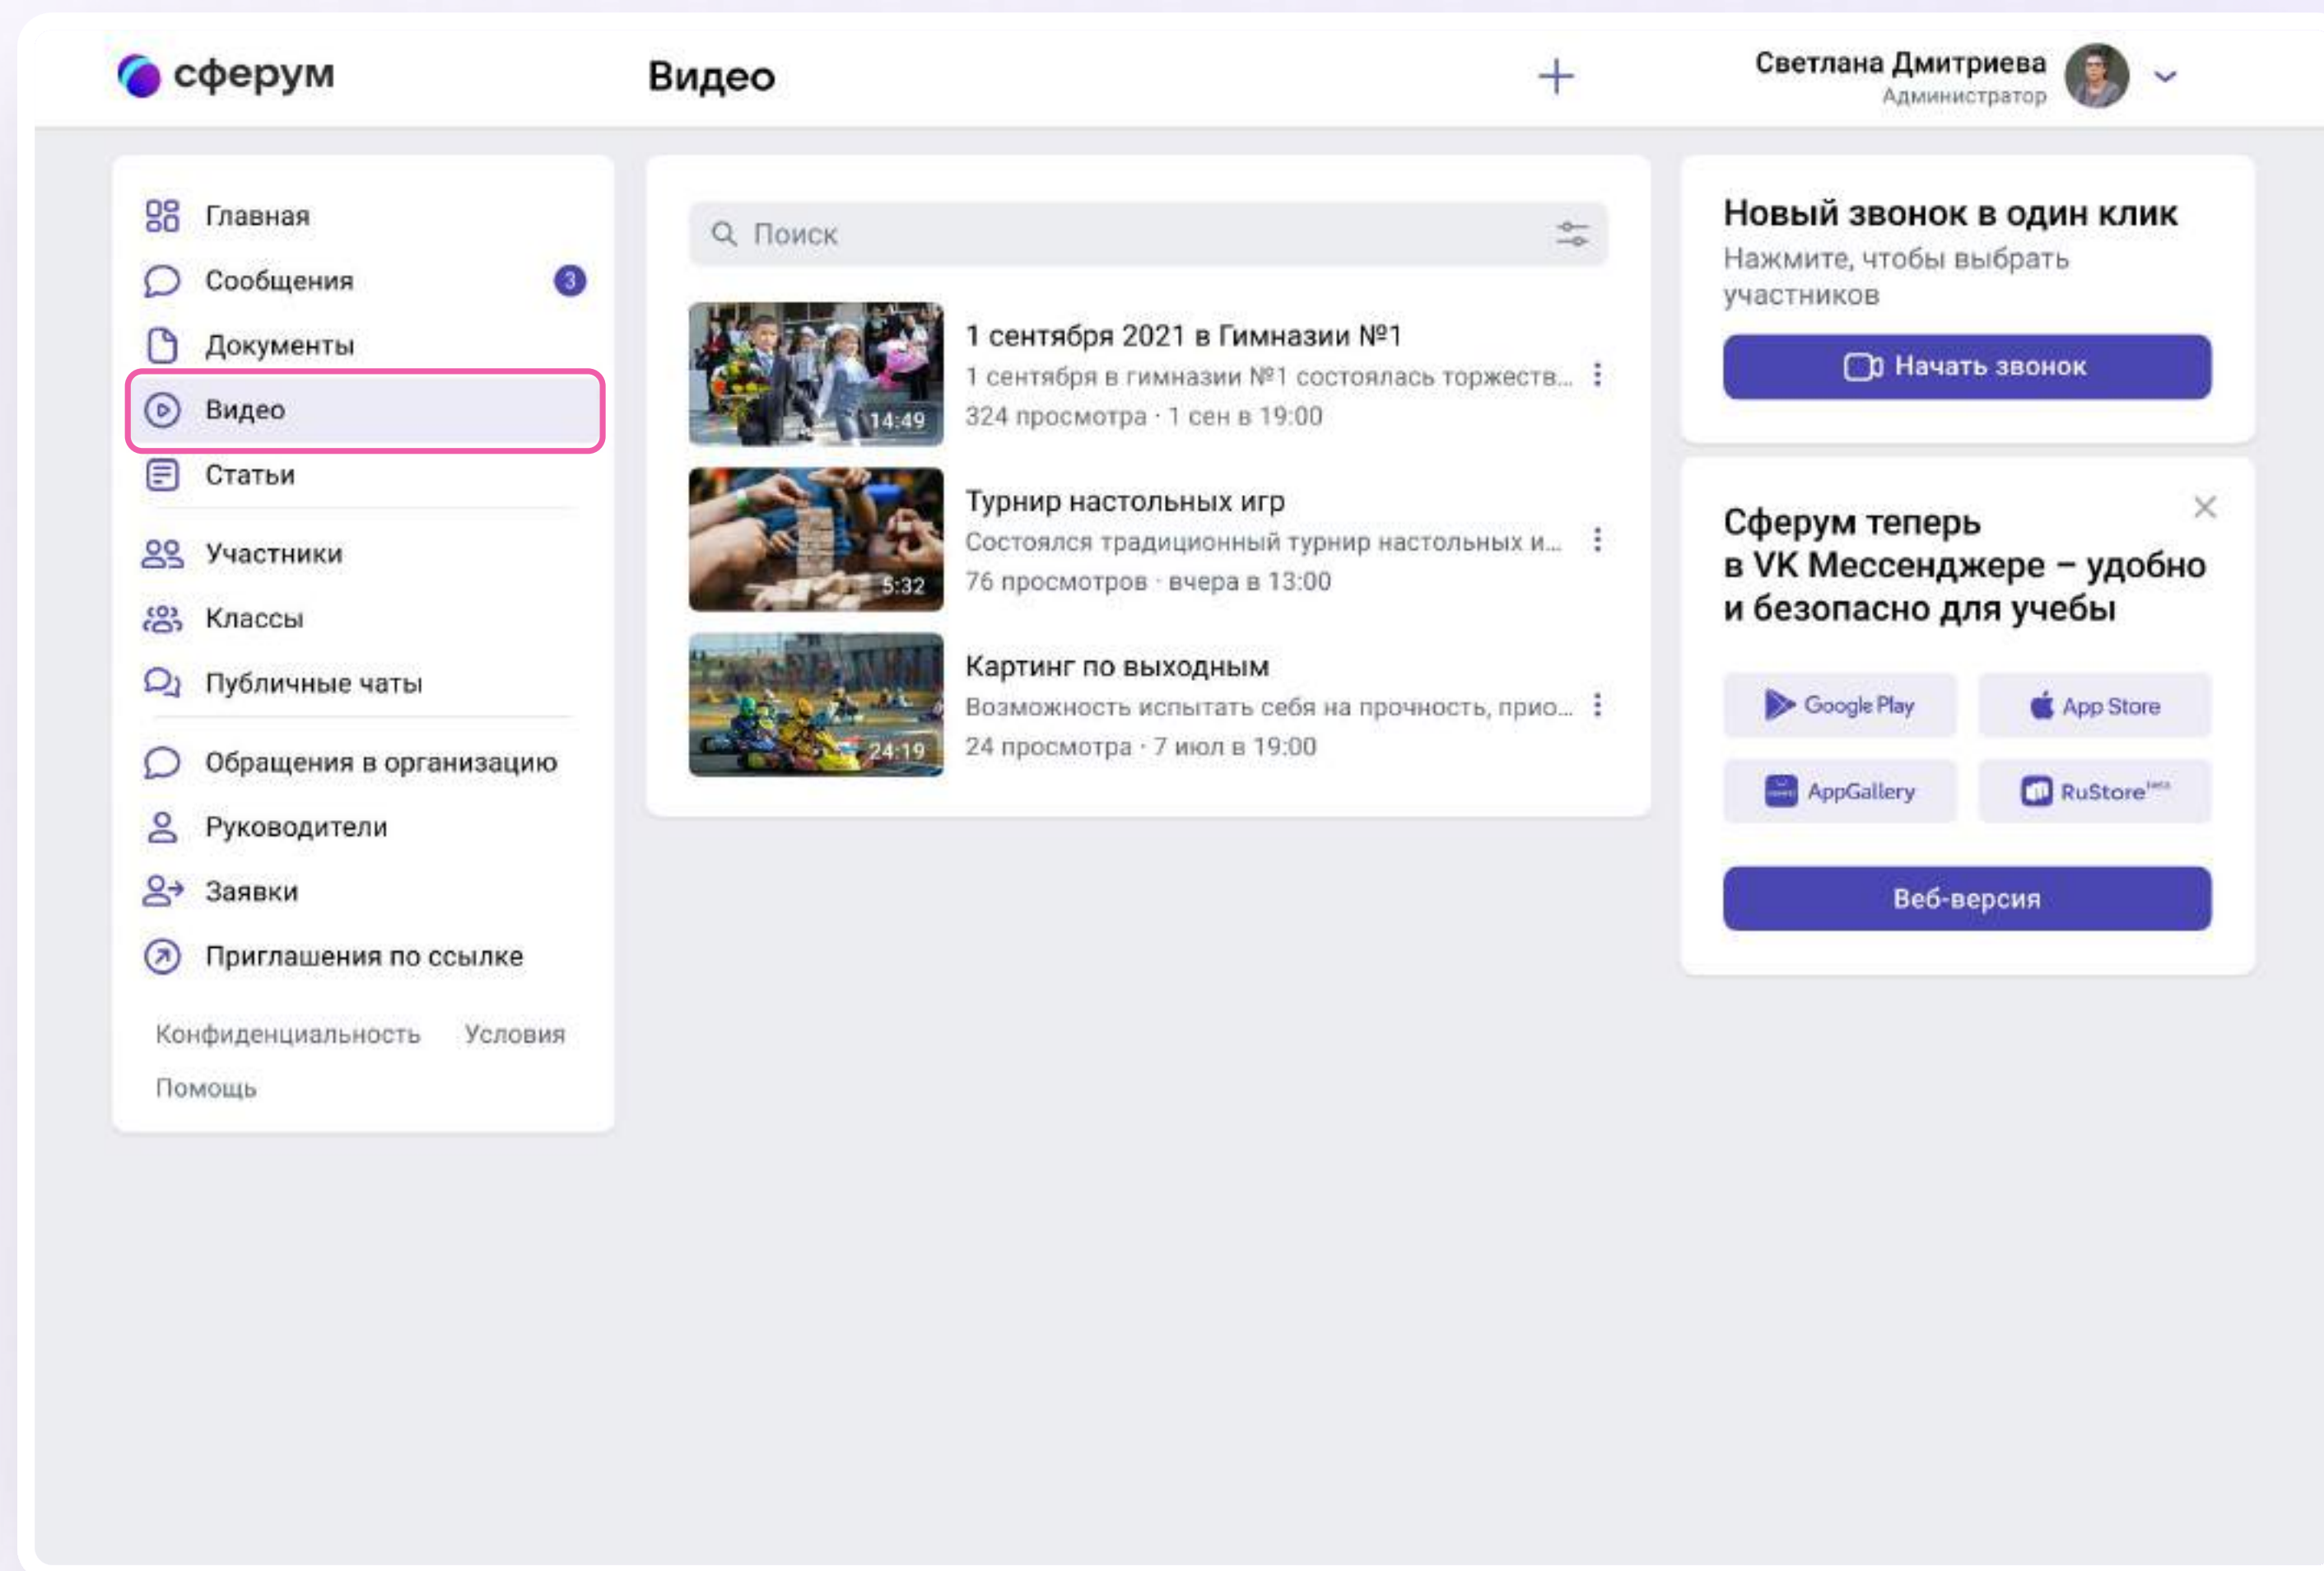 сферум
Видео
Светлана Дмитриева
Администратор
Главная
Сообщения
3
Документы
Видео
Статьи
Участники
Классы
Публичные чаты
Обращения в организацию
Руководители
Заявки
Приглашения по ссылке
Конфиденциальность Условия
Помощь
Поиск
14:49
1 сентября 2021 в Гимназии №1
1 сентября в гимназии №1 состоялась торжеств...
324 просмотра · 1 сен в 19:00
5:32
Турнир настольных игр
Состоялся традиционный турнир настольных и...
76 просмотров · вчера в 13:00
24:19
Картинг по выходным
Возможность испытать себя на прочность, прио...
24 просмотра · 7 июл в 19:00
Новый звонок в один клик
Нажмите, чтобы выбрать
участников
Начать звонок
Сферум теперь
в VK Мессенджере – удобно
и безопасно для учебы
Google Play
App Store
AppGallery
RuStore beta
Веб-версия